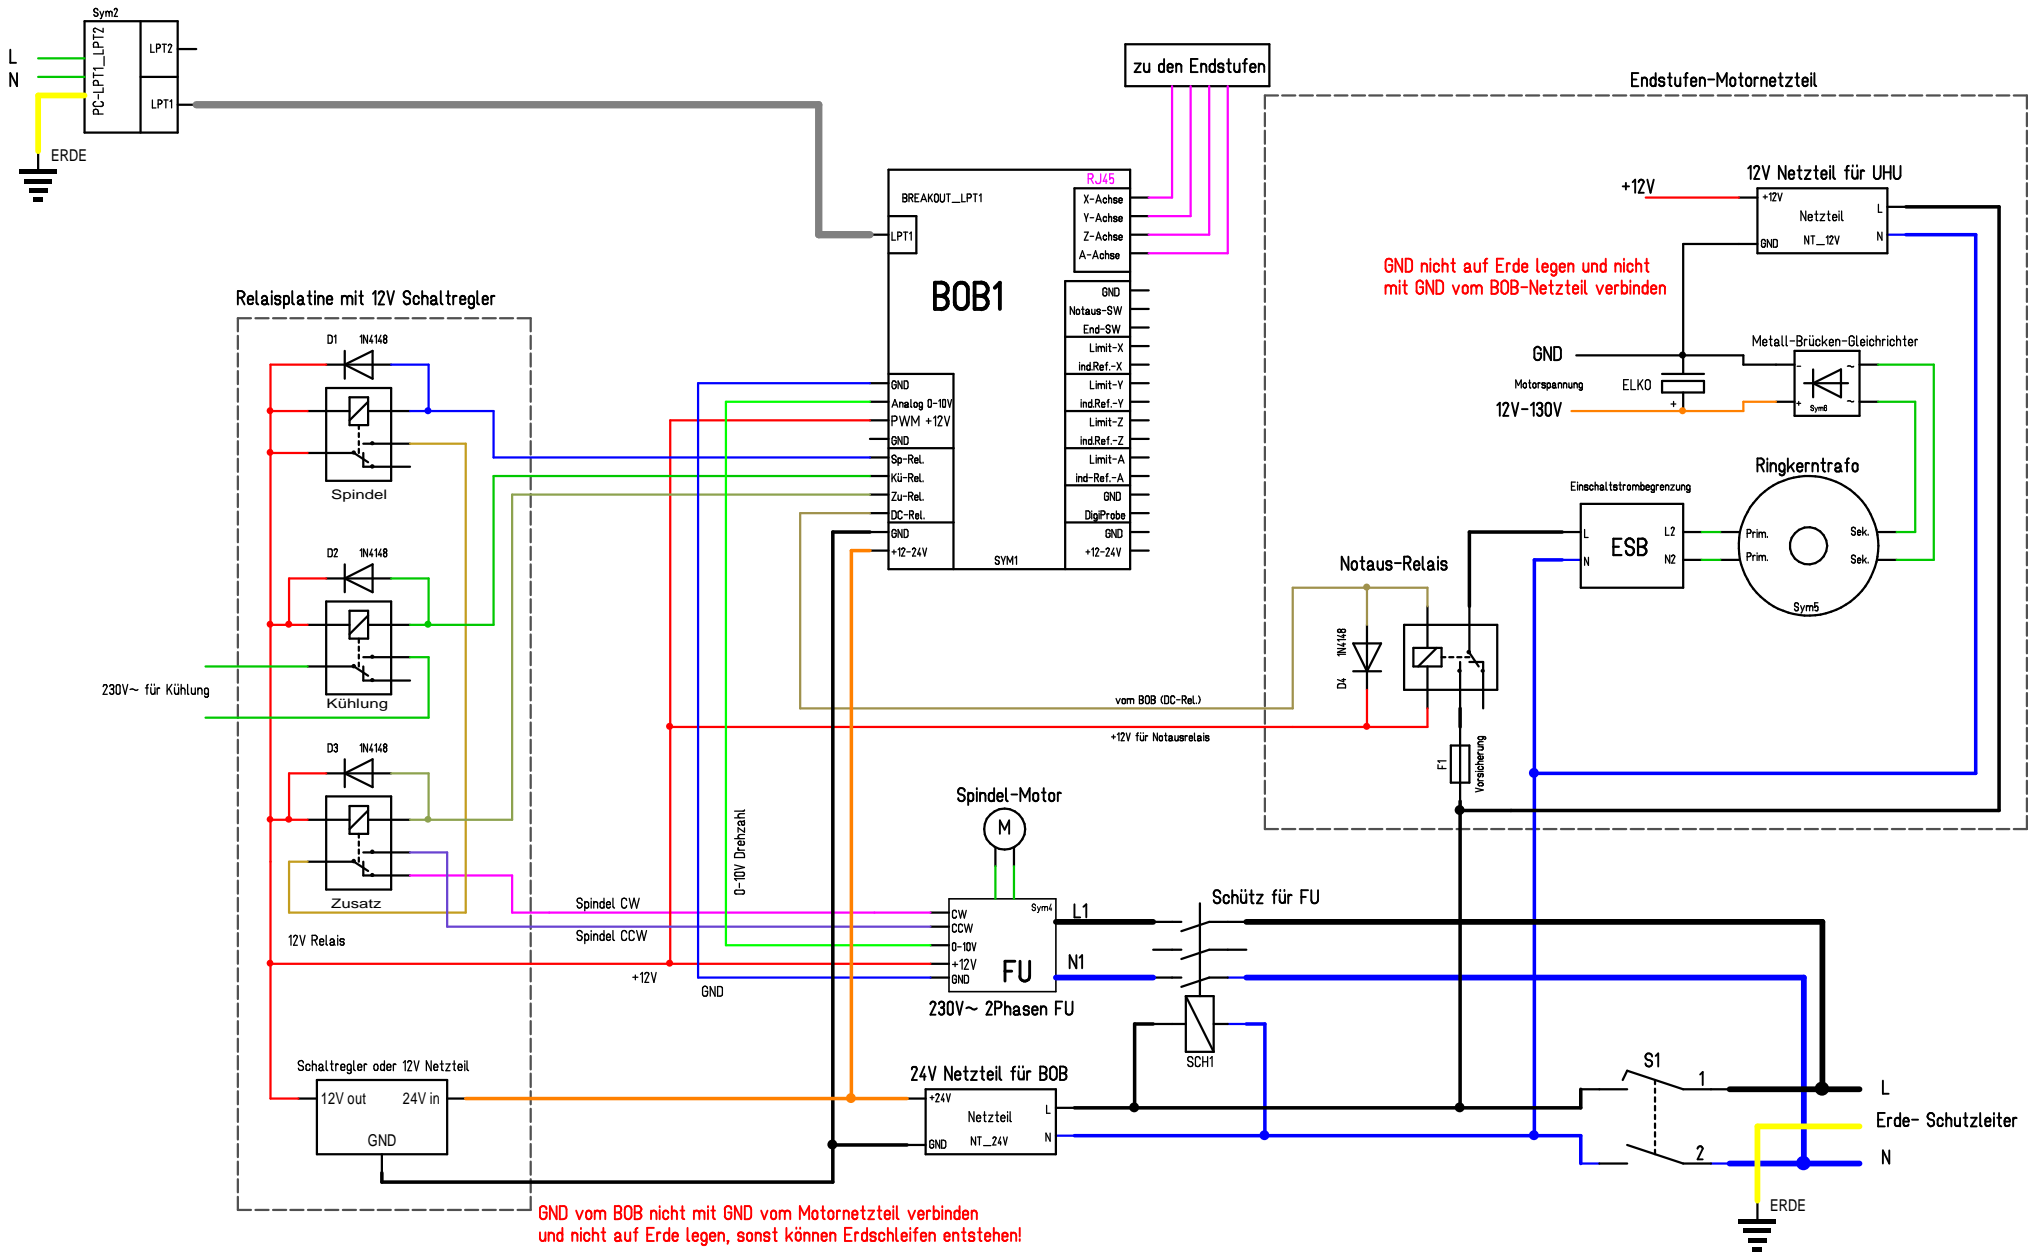 Sym2
L
N
PC-LPT1_LPT2
LPT2
LPT1
ERDE
zu den Endstufen
Endstufen-Motornetzteil
12V Netzteil für UHU
+12V
+12V
Netzteil
NT_12V
GND
L
N
GND nicht auf Erde legen und nicht
mit GND vom BOB-Netzteil verbinden
BREAKOUT_LPT1
RJ45
X-Achse
Y-Achse
Z-Achse
A-Achse
LPT1
BOB1
GND
Notaus-SW
End-SW
Limit-X
ind.Ref.-X
Limit-Y
ind.Ref.-Y
Limit-Z
ind.Ref.-Z
Limit-A
ind-Ref.-A
GND
DigiProbe
GND
+12-24V
GND
Analog 0-10V
PWM +12V
GND
Sp-Rel.
Kü-Rel.
Zu-Rel.
DC-Rel.
GND
+12-24V
SYM1
Relaisplatine mit 12V Schaltregler
D1
1N4148
Spindel
D2
1N4148
Kühlung
230V~ für Kühlung
D3
1N4148
Zusatz
12V Relais
Metall-Brücken-Gleichrichter
GND
Motorspannung
ELKO
+
12V-130V
-
+
~
~
Sym6
Ringkerntrafo
Einschaltstrombegrenzung
L
N
ESB
L2
N2
Prim.
Prim.
Sek.
Sek.
Sym5
Notaus-Relais
1N4148
D4
vom BOB (DC-Rel.)
+12V für Notausrelais
F1
Vorsicherung
0-10V Drehzahl
Spindel-Motor
M
Spindel CW
Spindel CCW
+12V
GND
CW
CCW
0-10V
+12V
GND
Sym4
FU
230V~ 2Phasen FU
L1
N1
Schütz für FU
SCH1
Schaltregler oder 12V Netzteil
12V out
24V in
GND
24V Netzteil für BOB
+24V
Netzteil
GND
NT_24V
L
N
S1
1
2
L
Erde- Schutzleiter
N
ERDE
GND vom BOB nicht mit GND vom Motornetzteil verbinden
und nicht auf Erde legen, sonst können Erdschleifen entstehen!